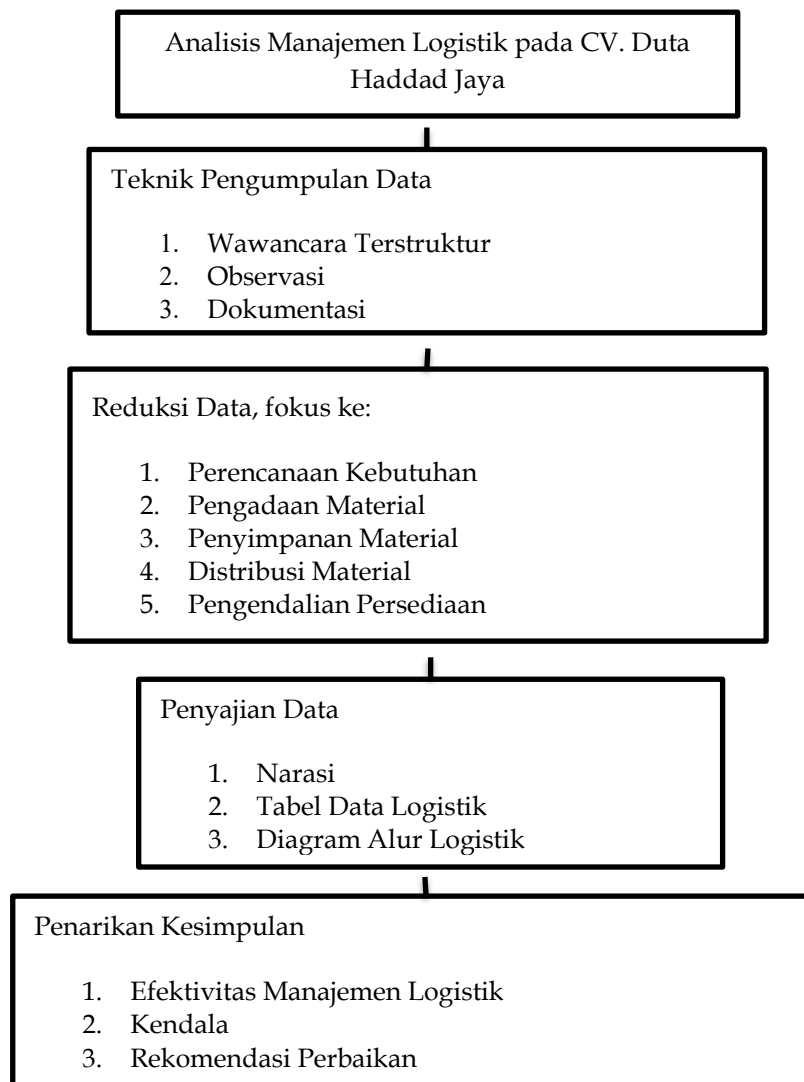 Analisis Manajemen Logistik pada CV. Duta
Haddad Jaya
Teknik Pengumpulan Data
1. Wawancara Terstruktur
2. Observasi
3. Dokumentasi
Reduksi Data, fokus ke:
1. Perencanaan Kebutuhan
2. Pengadaan Material
3. Penyimpanan Material
4. Distribusi Material
5. Pengendalian Persediaan
Penyajian Data
1. Narasi
2. Tabel Data Logistik
3. Diagram Alur Logistik
Penarikan Kesimpulan
1. Efektivitas Manajemen Logistik
2. Kendala
3. Rekomendasi Perbaikan